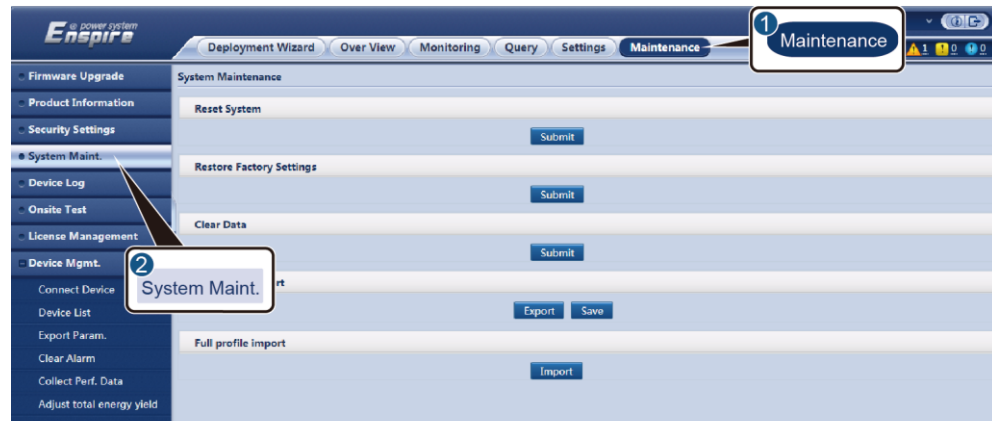 e power system
Enspire
Deployment Wizard Over View Monitoring Query Settings Maintenance
1
Maintenance
1 0 0
Firmware Upgrade
Product Information
Security Settings
System Maint.
Device Log
Onsite Test
License Management
Device Mgmt.
Connect Device
Device List
Export Param.
Clear Alarm
Collect Perf. Data
Adjust total energy yield
2
System Maint.
System Maintenance
Reset System
Submit
Restore Factory Settings
Submit
Clear Data
Submit
rt
Export Save
Full profile import
Import